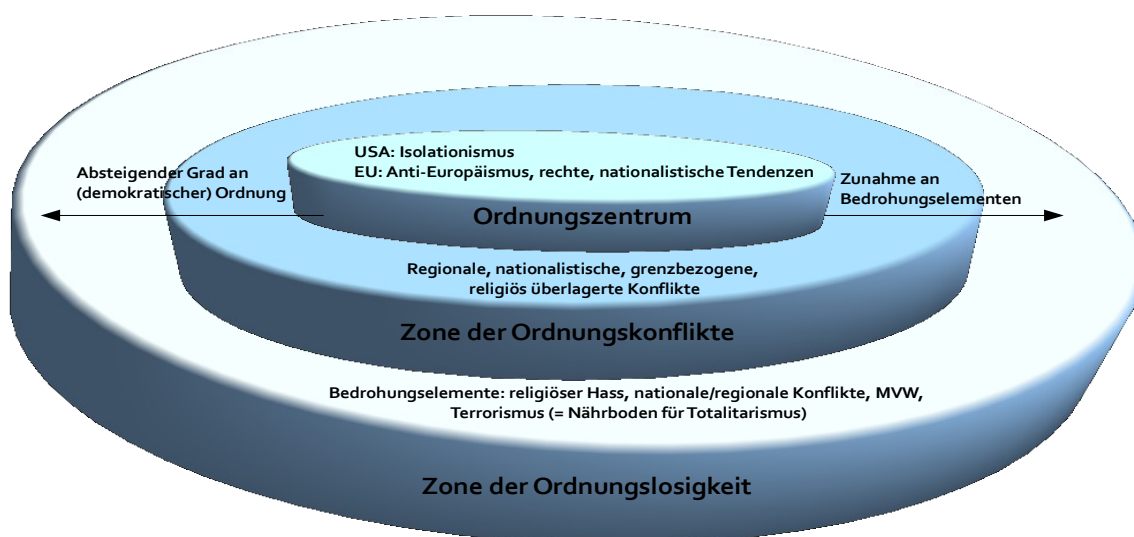 USA: Isolationismus
EU: Anti-Europäismus, rechte, nationalistische Tendenzen
Absteigender Grad an
(demokratischer) Ordnung
Zunahme an
Bedrohungselementen
Ordnungszentrum
Regionale, nationalistische, grenzbezogene,
religiös überlagerte Konflikte
Zone der Ordnungskonflikte
Bedrohungselemente: religiöser Hass, nationale/regionale Konflikte, MVW,
Terrorismus (= Nährboden für Totalitarismus)
Zone der Ordnungslosigkeit